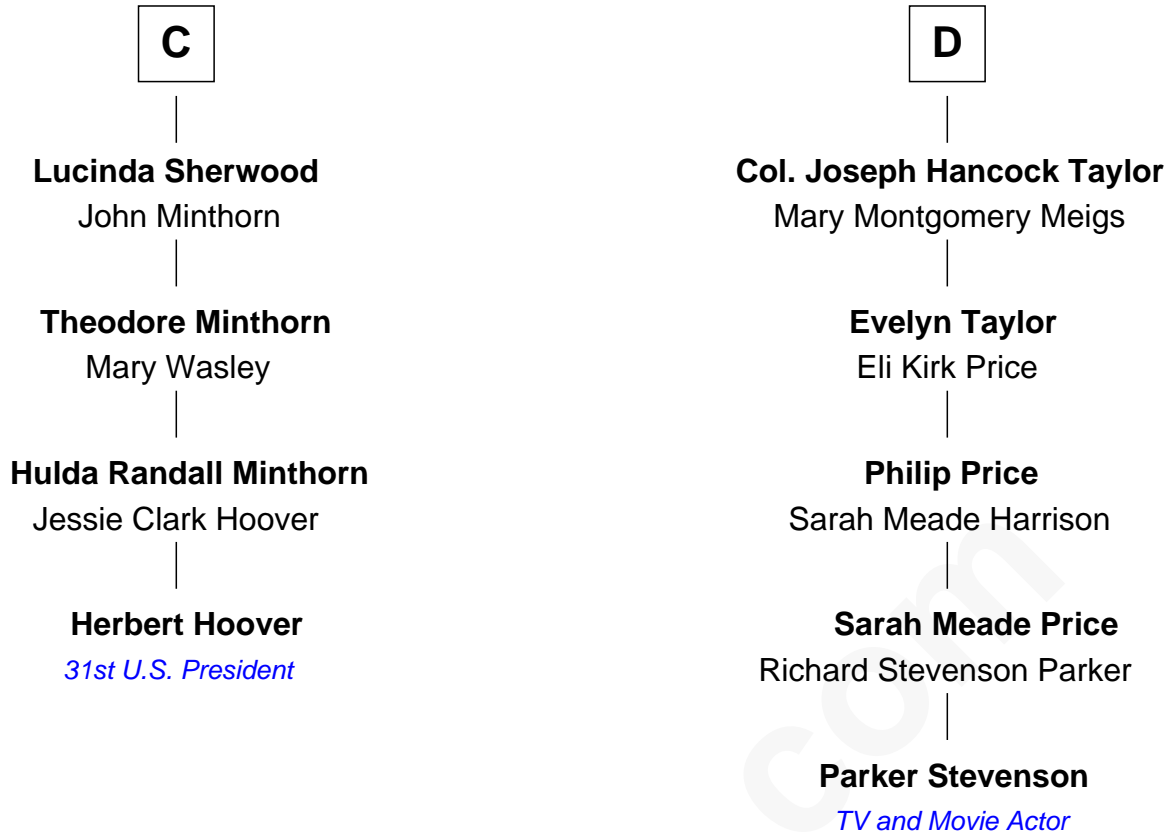 C
Lucinda Sherwood
John Minthorn
Theodore Minthorn
Mary Wasley
Hulda Randall Minthorn
Jessie Clark Hoover
Herbert Hoover
31st U.S. President
D
Col. Joseph Hancock Taylor
Mary Montgomery Meigs
Evelyn Taylor
Eli Kirk Price
Philip Price
Sarah Meade Harrison
Sarah Meade Price
Richard Stevenson Parker
Parker Stevenson
TV and Movie Actor
com